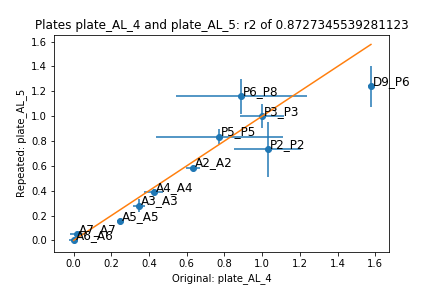 Plates plate_AL_4 and plate_AL_5: r2 of 0.8727345539281123
Repeated: plate_AL_5
1.6
1.4
1.2
1.0
0.8
0.6
0.4
0.2
0.0
D9_P6
P6_P8
P3_P3
P5_P5
P2_P2
A2_A2
A4_A4
A3_A3
A5_A5
A7_A7
A6_A6
0.0 0.2 0.4 0.6 0.8 1.0 1.2 1.4 1.6
Original: plate_AL_4